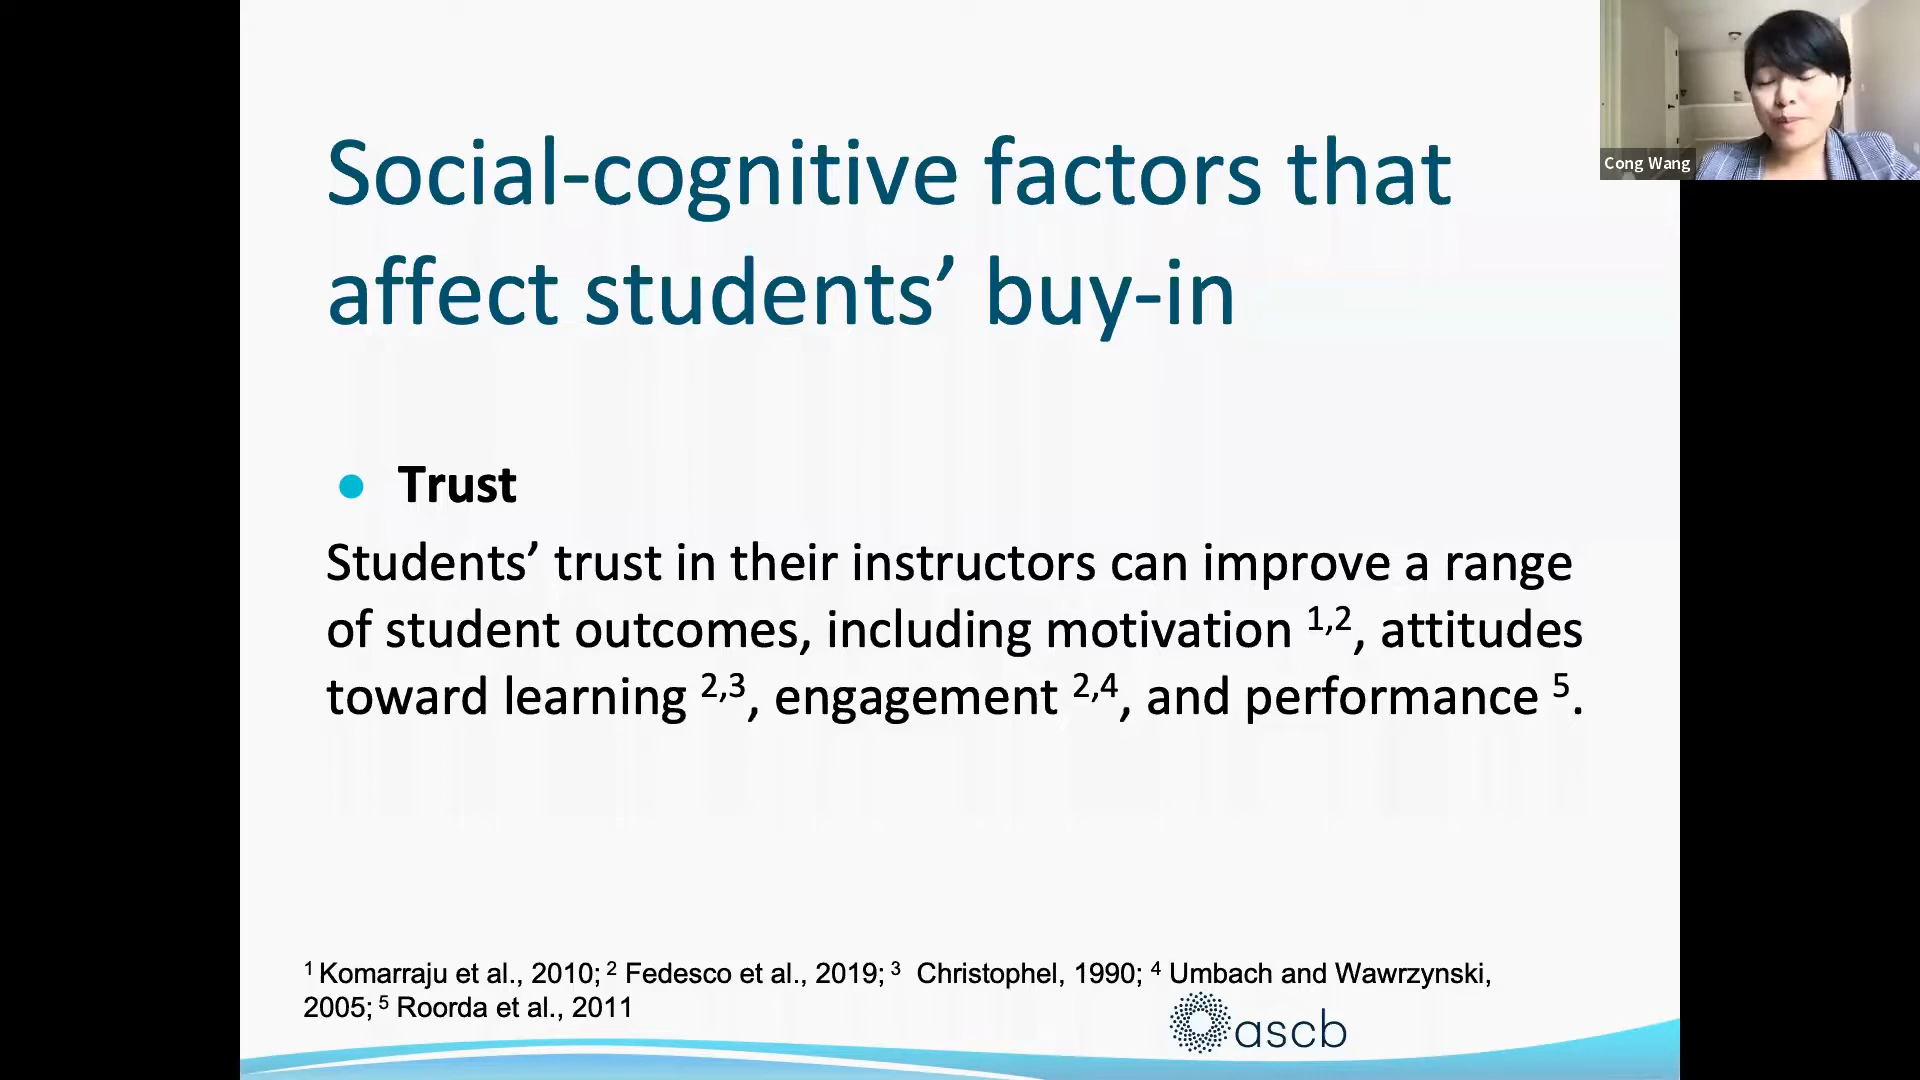 Social-cognitive factors that
affect students’ buy-in
Cong Wang
● Trust
Students’ trust in their instructors can improve a range
of student outcomes, including motivation 1,2, attitudes
toward learning 2,3, engagement 2,4, and performance 5.
1 Komarraju et al., 2010; 2 Fedesco et al., 2019; 3 Christophel, 1990; 4 Umbach and Wawrzynski,
2005; 5 Roorda et al., 2011
ascb